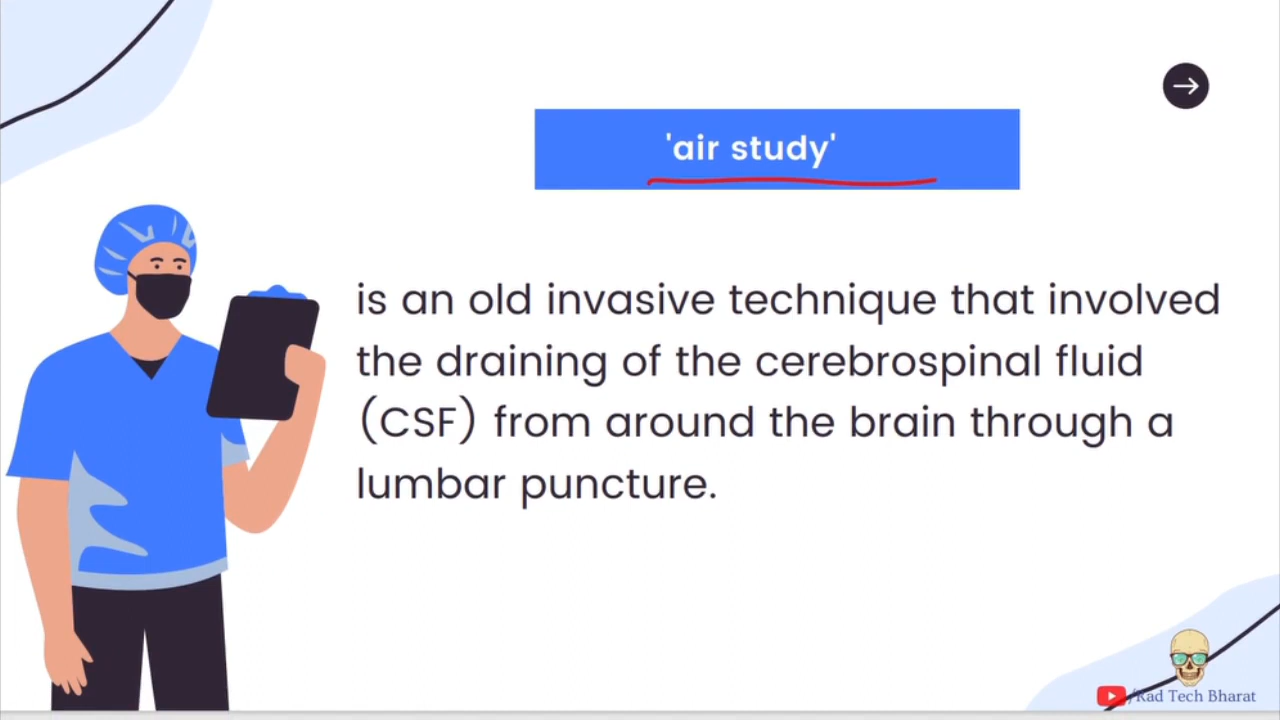 'air study'
is an old invasive technique that involved
the draining of the cerebrospinal fluid
(CSF) from around the brain through a
lumbar puncture.
/Rad Tech Bharat